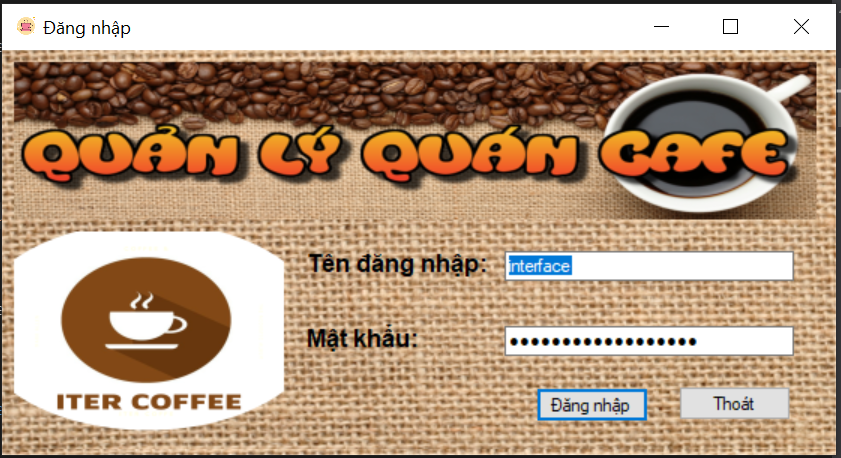 Đăng nhập
QUẢN LÝ QUÁN CAFE
Tên đăng nhập: interface
ITER COFFEE
Mật khẩu: ••••••••••••••••••
Đăng nhập Thoát